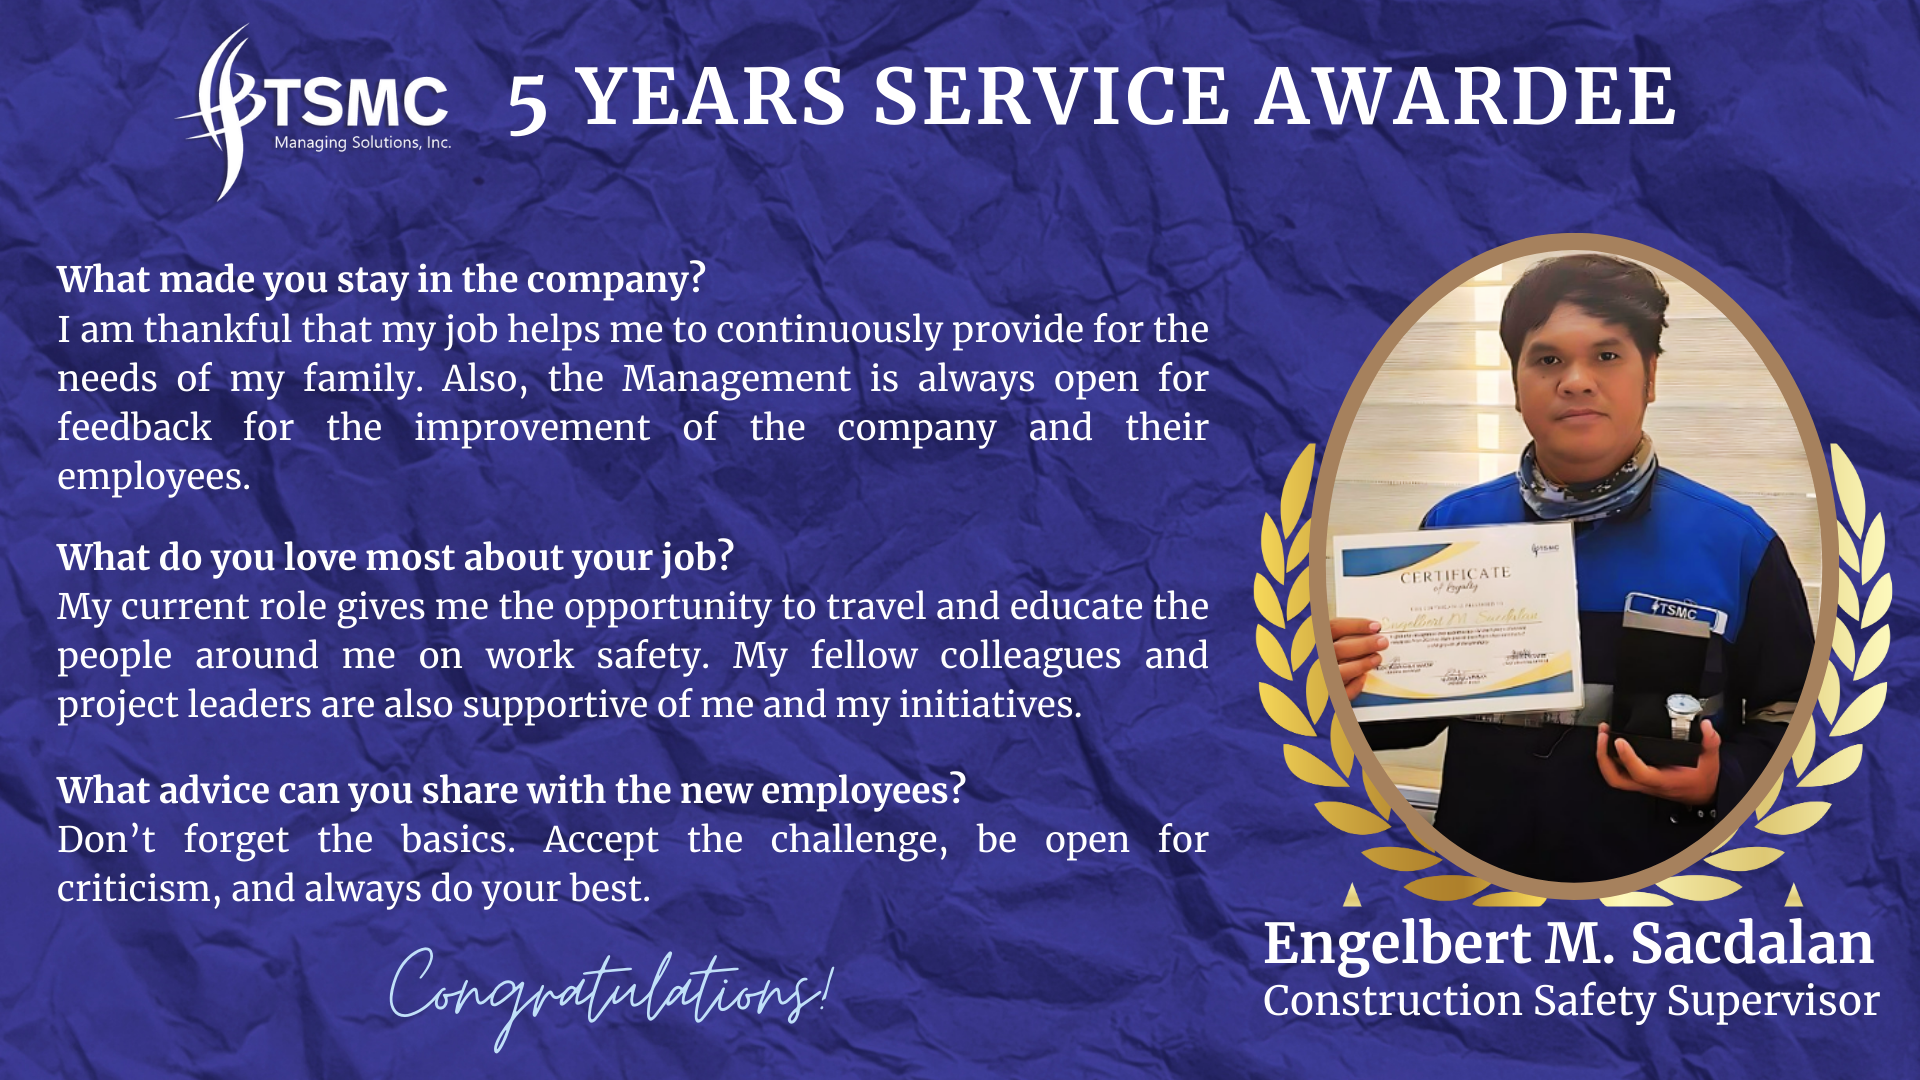 TSMC
Managing Solutions, Inc.
5 YEARS SERVICE AWARDEE
What made you stay in the company?
I am thankful that my job helps me to continuously provide for the
needs of my family. Also, the Management is always open for
feedback for the improvement of the company and their
employees.
What do you love most about your job?
My current role gives me the opportunity to travel and educate the
people around me on work safety. My fellow colleagues and
project leaders are also supportive of me and my initiatives.
What advice can you share with the new employees?
Don’t forget the basics. Accept the challenge, be open for
criticism, and always do your best.
Congratulations!
TSMC
CERTIFICATE
of Loyalty
Engelbert M. Sacdalan
TSMC
Engelbert M. Sacdalan
Construction Safety Supervisor